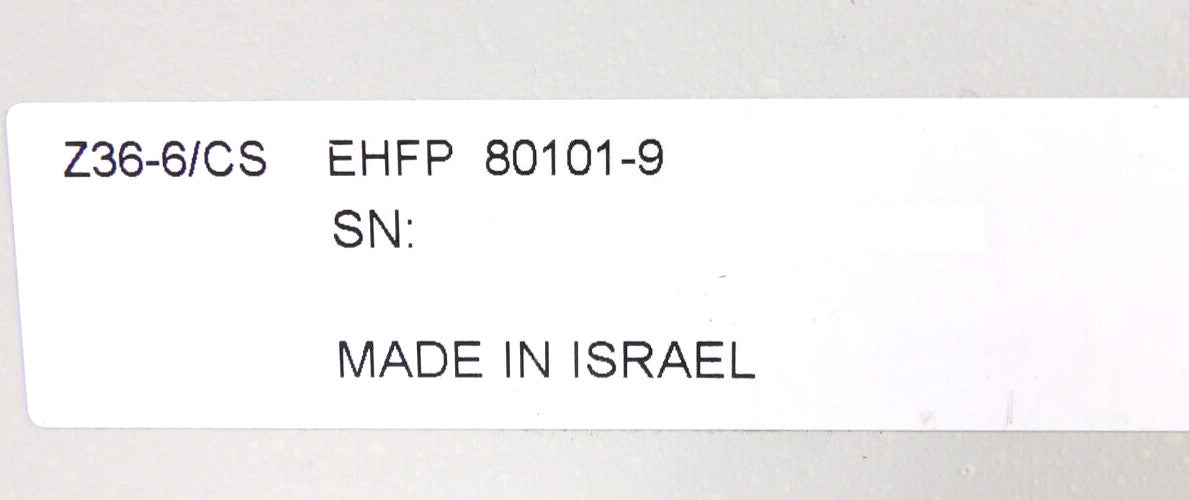 Z36-6/CS EHFP 80101-9
SN:
MADE IN ISRAEL